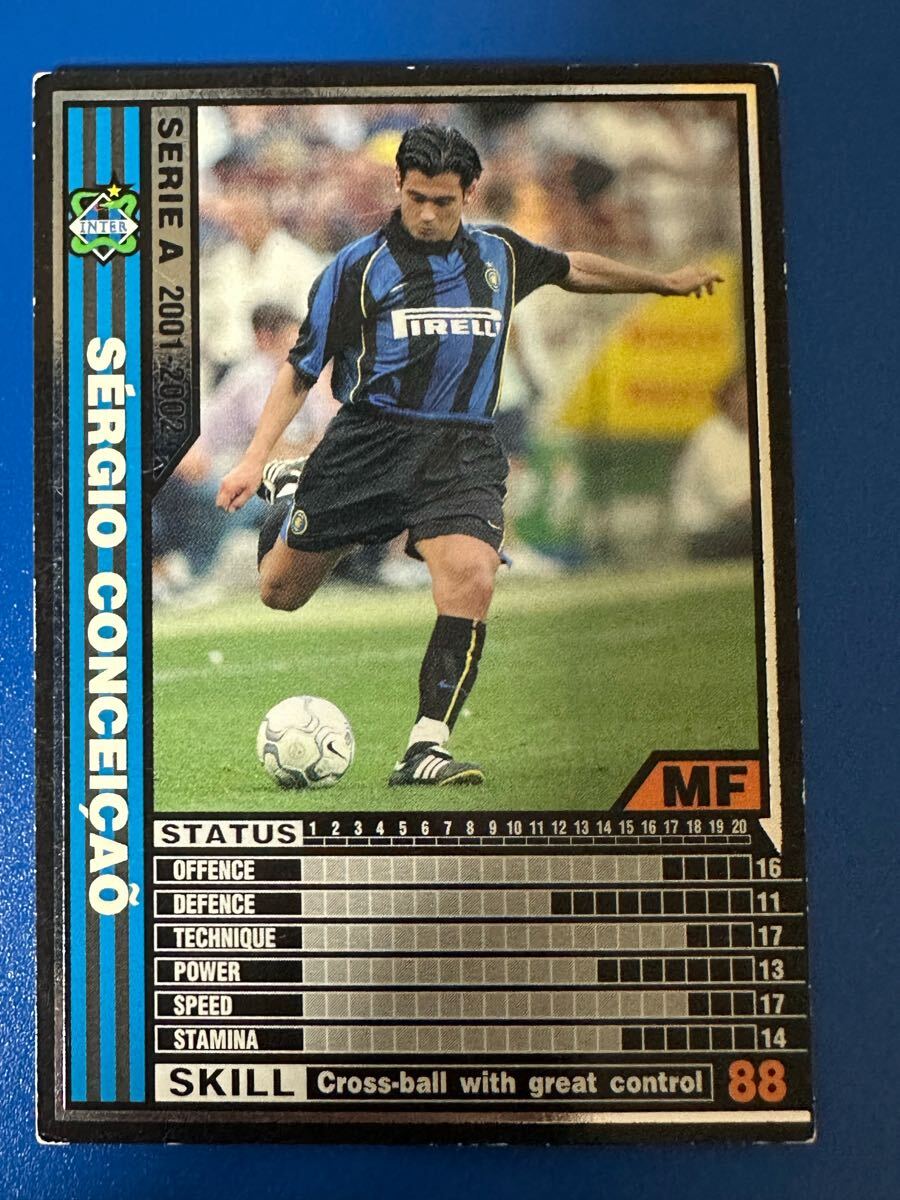 SERIE A / 2001-2002
INTER
SÉRGIO CONCEIÇAÕ
PIRELLI
MF
STATUS 1 2 3 4 5 6 7 8 9 10 11 12 13 14 15 16 17 18 19 20
OFFENCE 16
DEFENCE 11
TECHNIQUE 17
POWER 13
SPEED 17
STAMINA 14
SKILL Cross-ball with great control 88